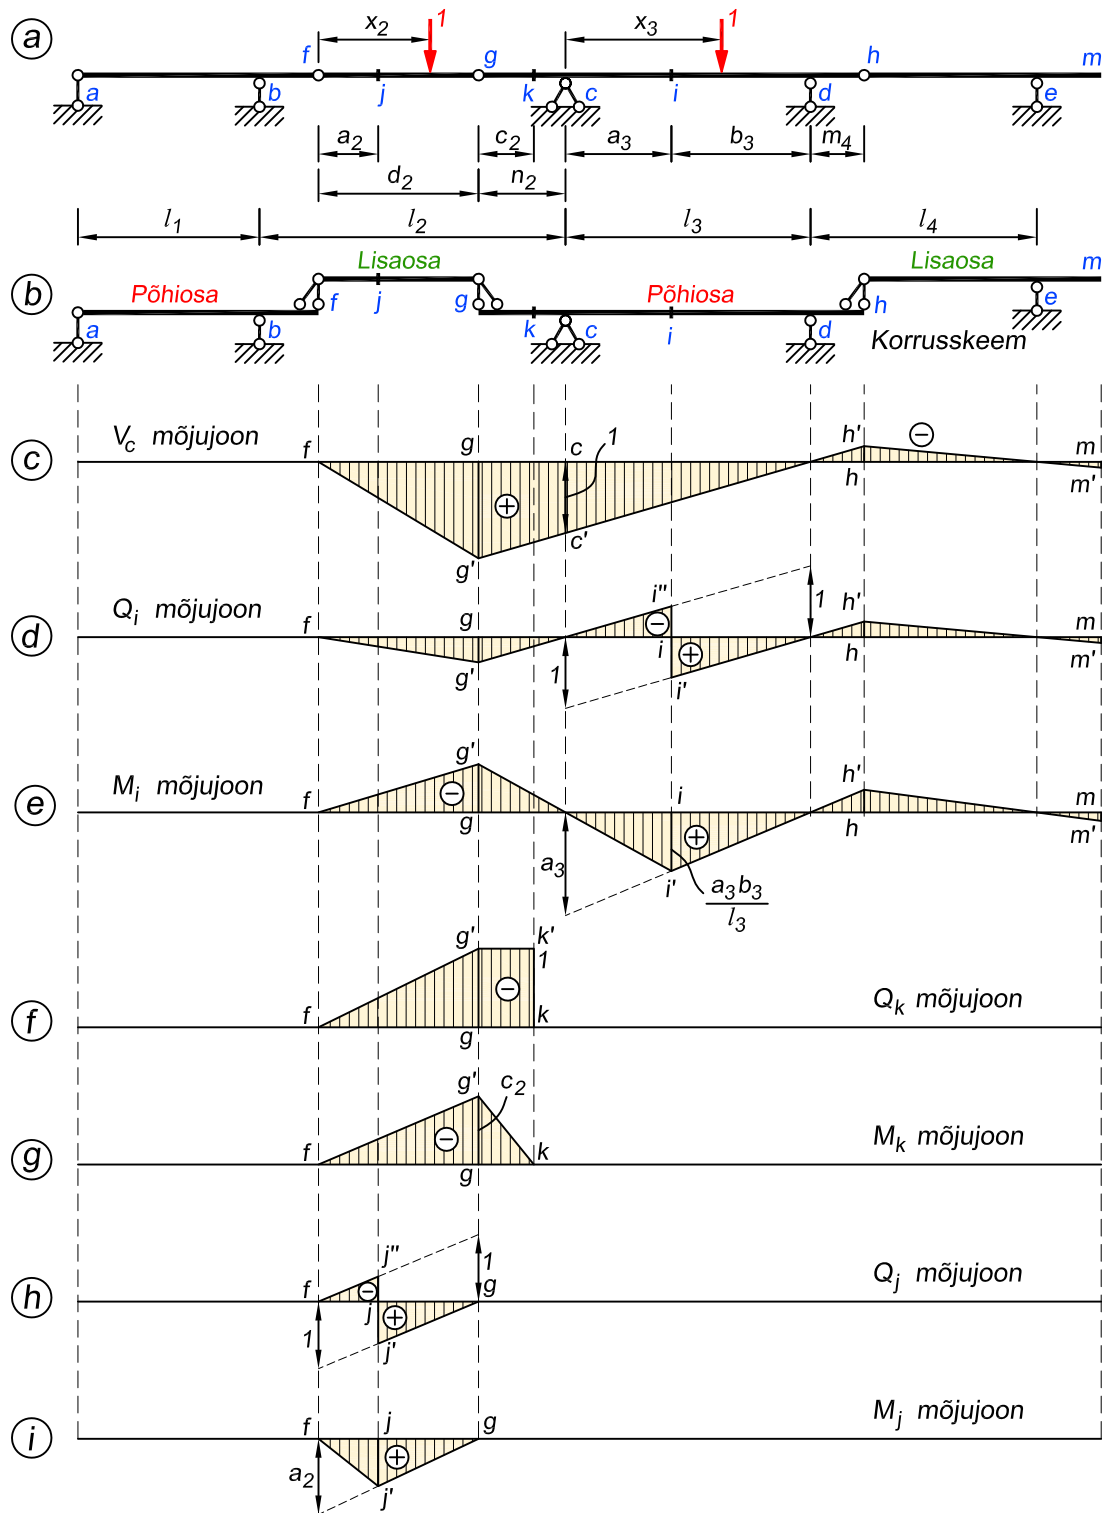 a
x2 1 x3 1
f g h m
a b j k c i d e
a2 c2 a3 b3 m4
d2 n2
l1 l2 l3 l4
b
Lisaosa Lisaosa m
Põhiosa f j g Põhiosa h e
a b k c i d
Korrusskeem
c
Vc mõjujoon f g c 1 h' − m
+ h m'
c'
g'
d
Qi mõjujoon f g i'' 1 h' m
− i + h m'
g' 1 i'
e
Mi mõjujoon g' h'
f − i m
g + h m'
a3 i' a3b3
l3
f
g' k'
1
−
f k Qk mõjujoon
g
g
g' c2
−
f k Mk mõjujoon
g
h
j'' 1
f − g Qj mõjujoon
j +
1 j'
i
f j g Mj mõjujoon
+
a2 j'